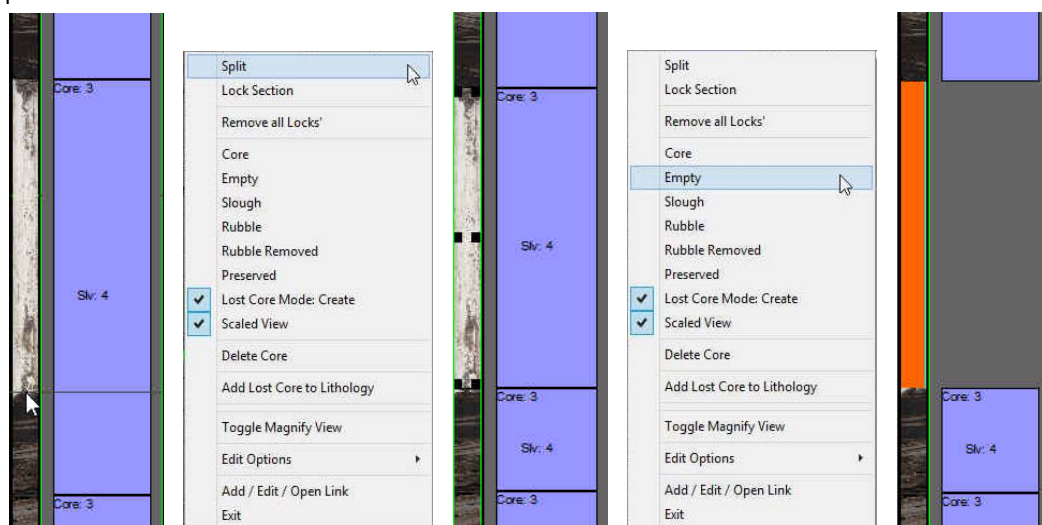 Core: 3
Slv: 4
Core: 3
Split
Lock Section
Remove all Locks'
Core
Empty
Slough
Rubble
Rubble Removed
Preserved
Lost Core Mode: Create
Scaled View
Delete Core
Add Lost Core to Lithology
Toggle Magnify View
Edit Options
Add / Edit / Open Link
Exit
Core: 3
Slv: 4
Core: 3
Slv: 4
Core: 3
Split
Lock Section
Remove all Locks'
Core
Empty
Slough
Rubble
Rubble Removed
Preserved
Lost Core Mode: Create
Scaled View
Delete Core
Add Lost Core to Lithology
Toggle Magnify View
Edit Options
Add / Edit / Open Link
Exit
Core: 3
Slv: 4
Core: 3